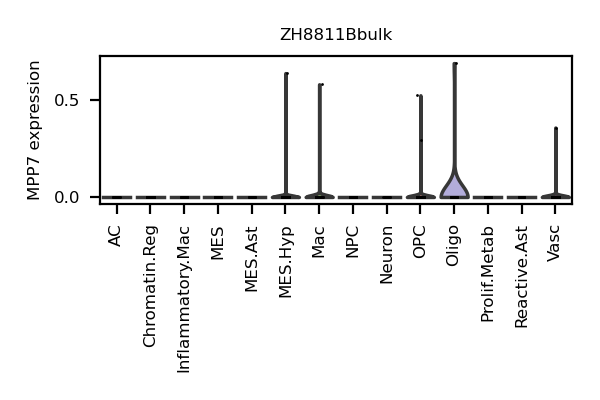 ZH8811Bbulk
MPP7 expression
0.5
0.0
AC
Chromatin.Reg
Inflammatory.Mac
MES
MES.Ast
MES.Hyp
Mac
NPC
Neuron
OPC
Oligo
Prolif.Metab
Reactive.Ast
Vasc